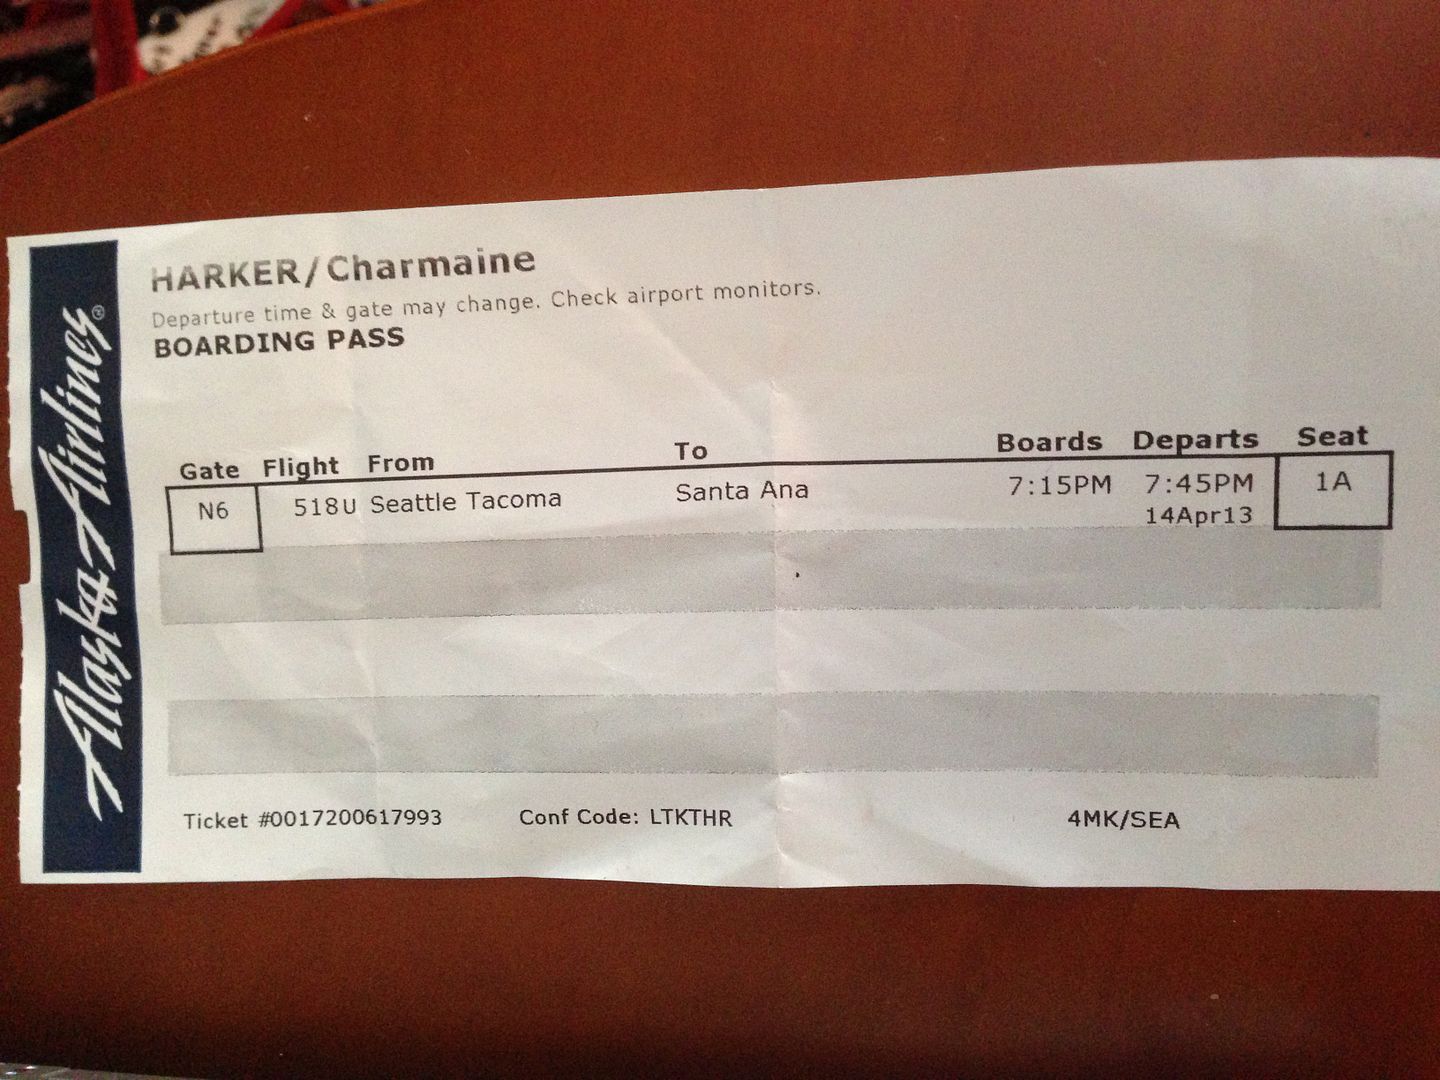 Alaska Airlines®
HARKER/Charmaine
Departure time & gate may change. Check airport monitors.
BOARDING PASS
Gate Flight From To Boards Departs Seat
N6 518U Seattle Tacoma Santa Ana 7:15PM 7:45PM 1A
14Apr13
Ticket #0017200617993 Conf Code: LTKTHR 4MK/SEA